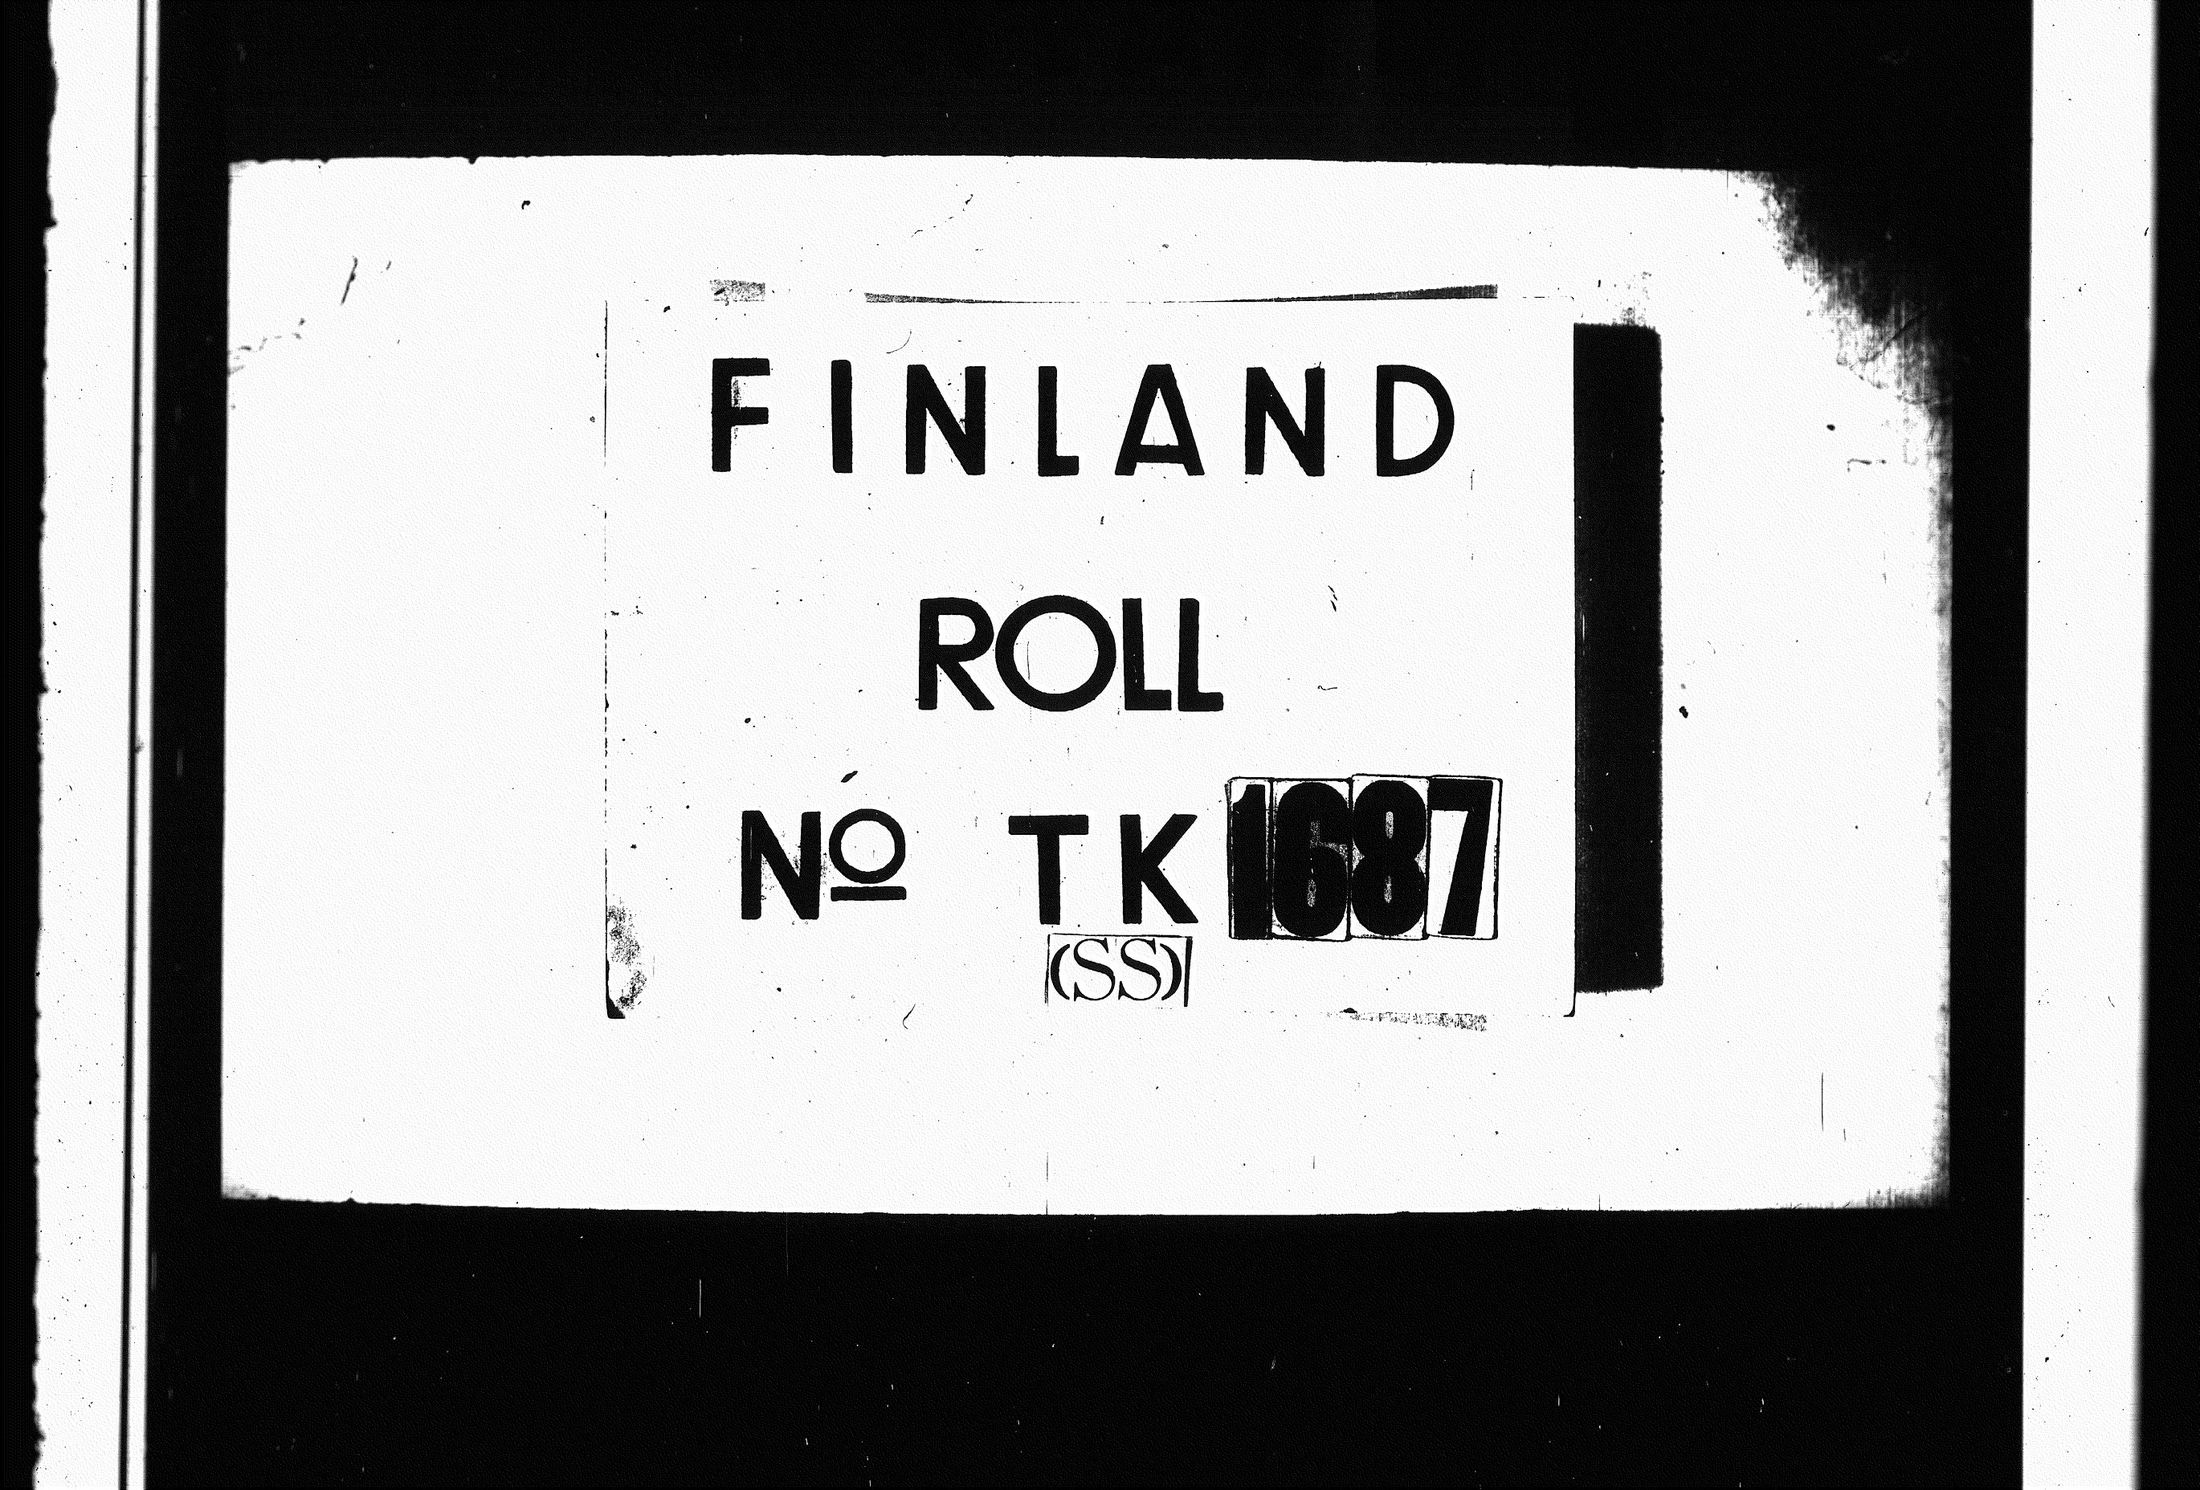 FINLAND
ROLL
Nº TK 1687
(SS)